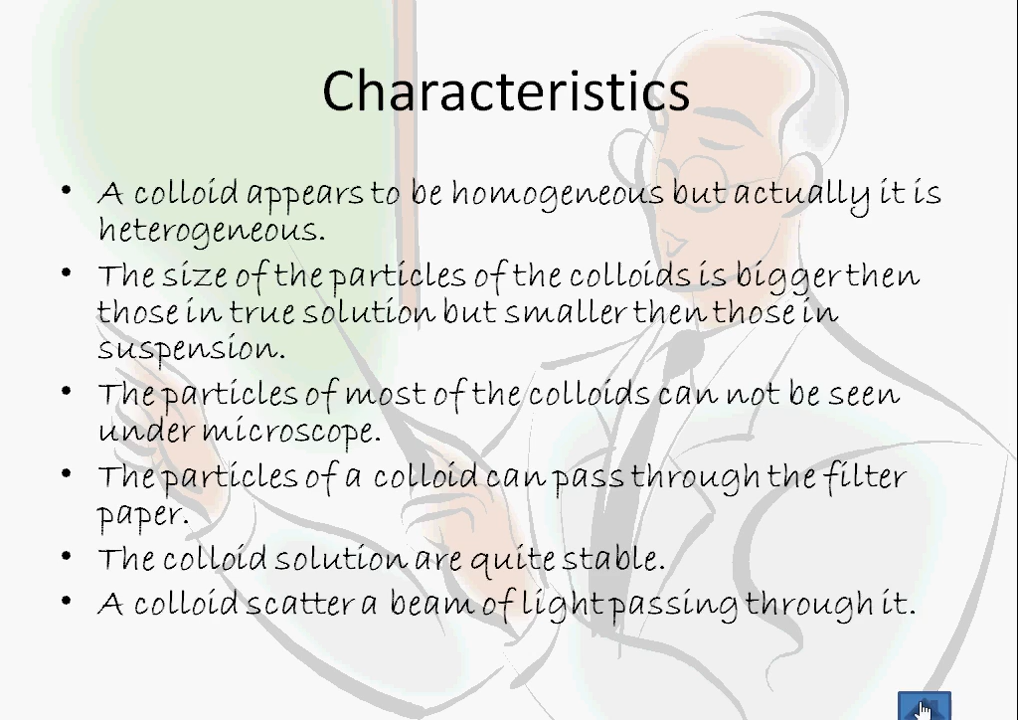 Characteristics
• A colloid appears to be homogeneous but actually it is
heterogeneous.
• The size of the particles of the colloids is bigger then
those in true solution but smaller then those in
suspension.
• The particles of most of the colloids can not be seen
under microscope.
• The particles of a colloid can pass through the filter
paper.
• The colloid solution are quite stable.
• A colloid scatter a beam of light passing through it.